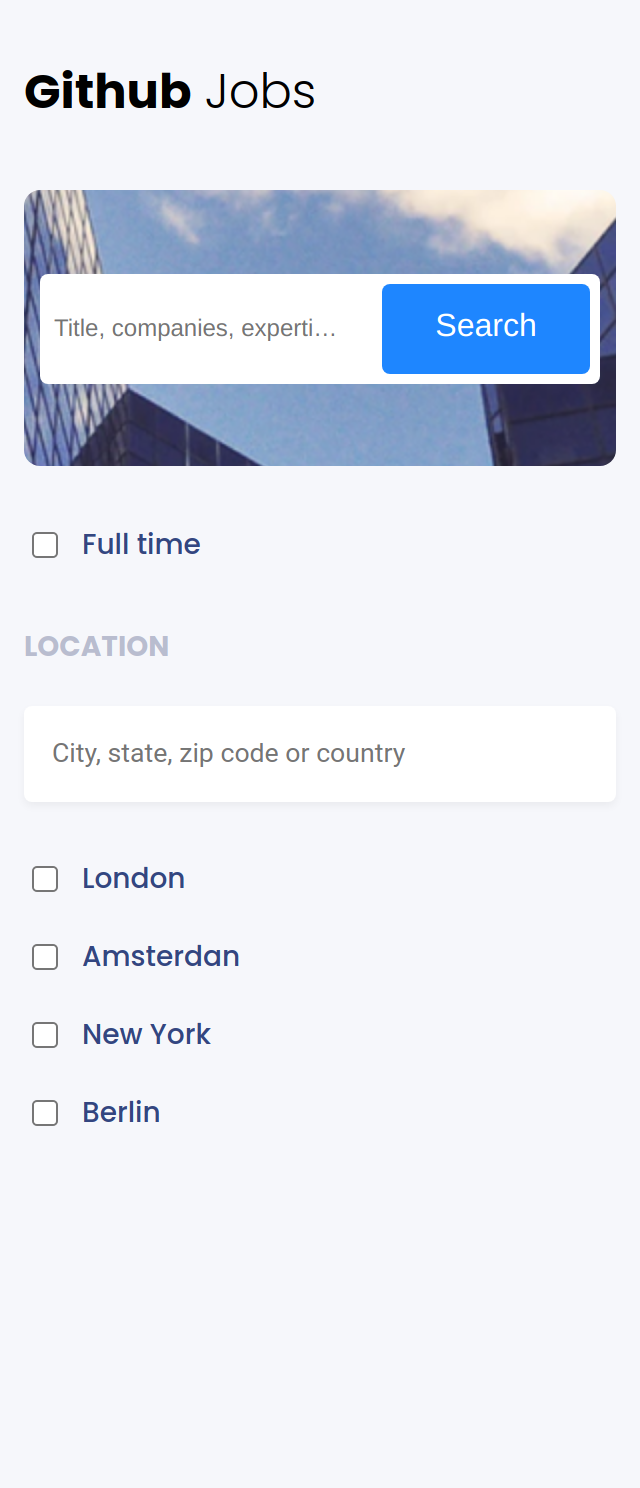 Github Jobs
Title, companies, experti…
Search
Full time
LOCATION
City, state, zip code or country
London
Amsterdan
New York
Berlin